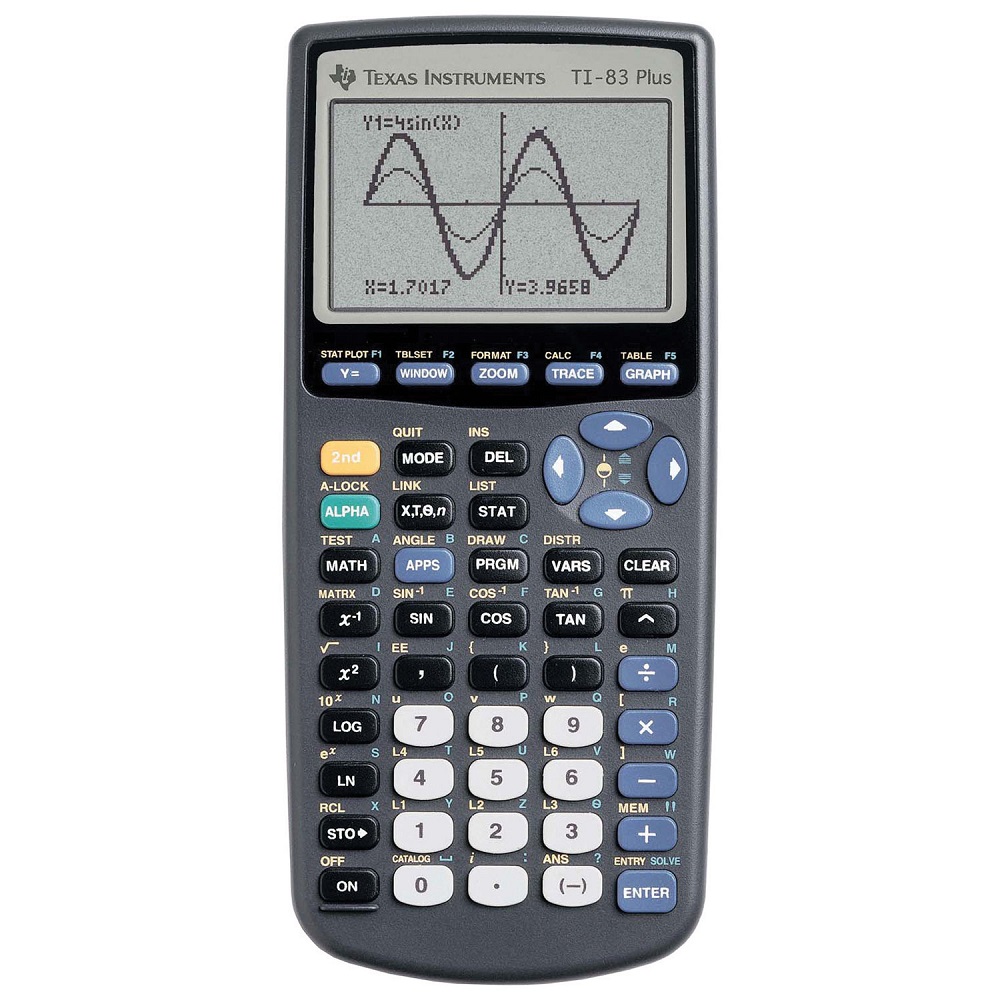 TEXAS INSTRUMENTS TI-83 Plus
Y1=4sin(X)
X=1.7017 Y=3.9658
STAT PLOT F1 TBLSET F2 FORMAT F3 CALC F4 TABLE F5
Y= WINDOW ZOOM TRACE GRAPH
QUIT INS
2nd MODE DEL
A-LOCK LINK LIST
ALPHA X,T,Θ,n STAT
TEST A ANGLE B DRAW C DISTR
MATH APPS PRGM VARS CLEAR
MATRX D SIN⁻¹ E COS⁻¹ F TAN⁻¹ G π H
x⁻¹ SIN COS TAN ^
√ I EE J { K } L e M
x² , ( ) ÷
10ˣ N u O v P w Q [ R
LOG 7 8 9 ×
eˣ S L4 T L5 U L6 V ] W
LN 4 5 6 −
RCL X L1 Y L2 Z L3 θ MEM "
STO▸ 1 2 3 +
OFF CATALOG ⎵ i : ANS ? ENTRY SOLVE
ON 0 . (−) ENTER